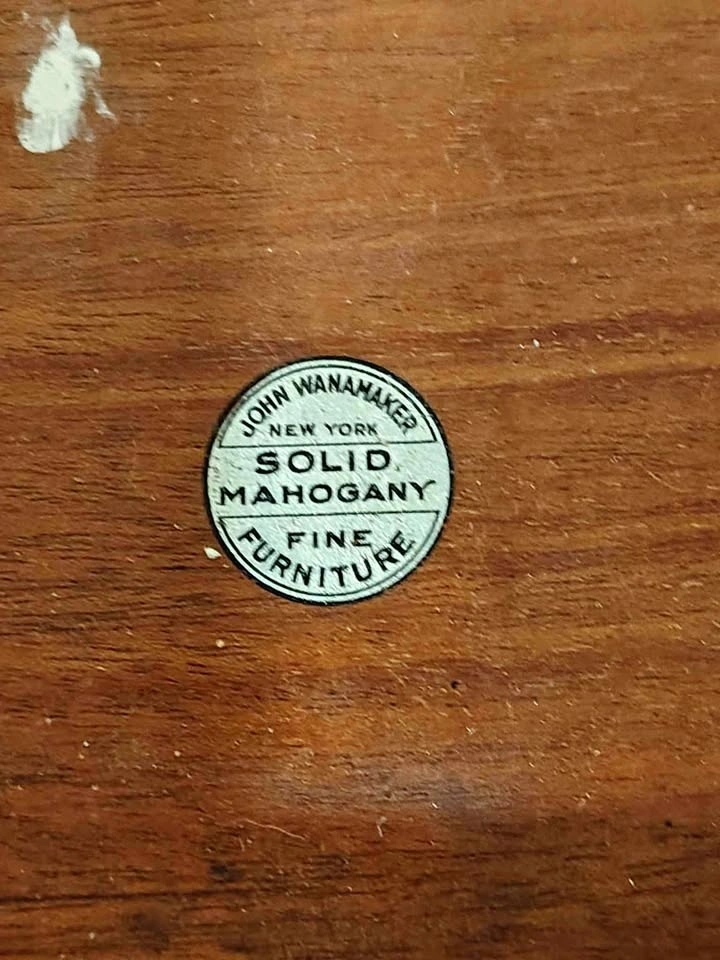 JOHN WANAMAKER
NEW YORK
SOLID
MAHOGANY
FINE
FURNITURE